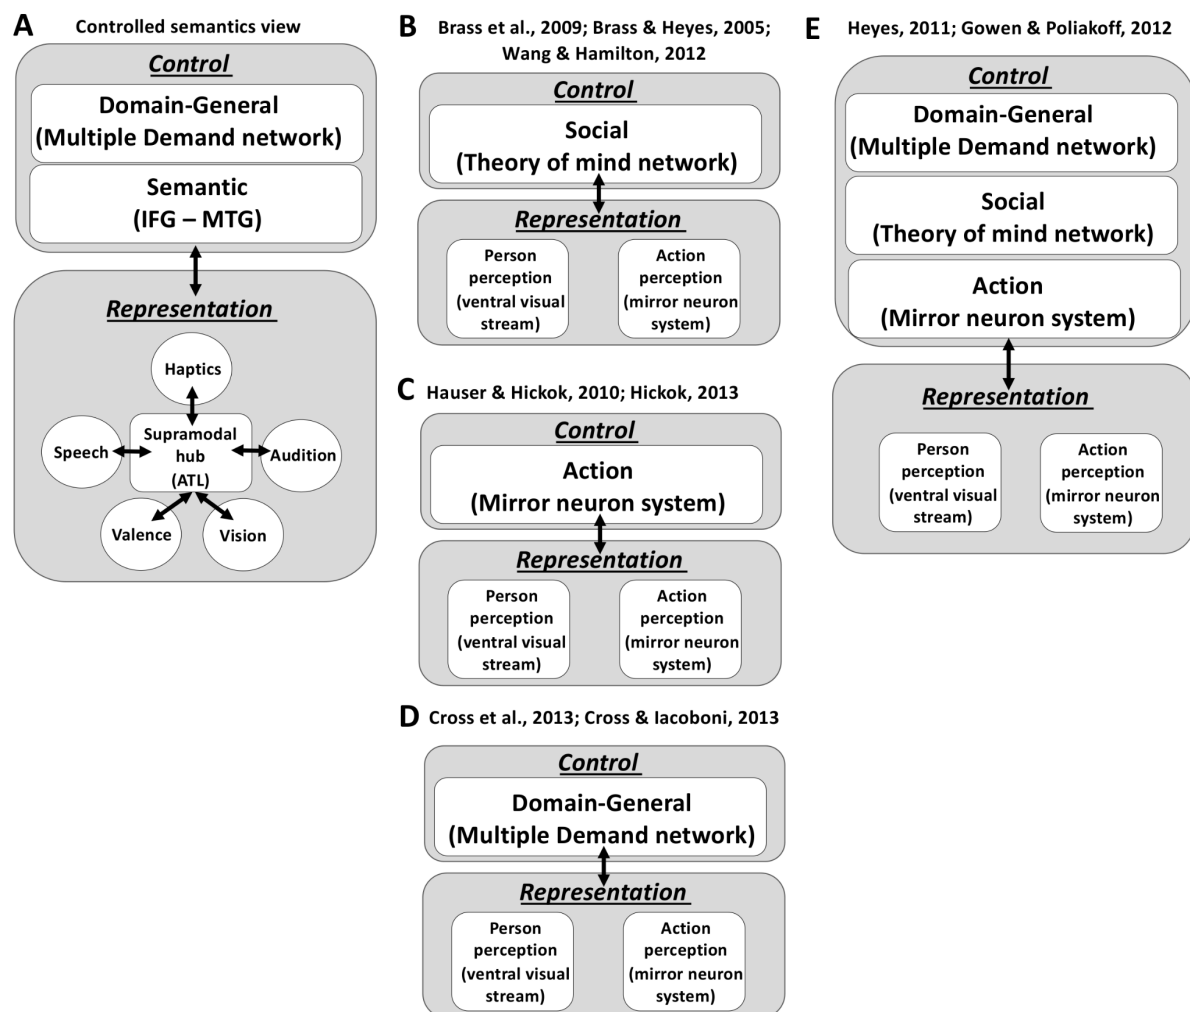 A
Controlled semantics view
Control
Domain-General
(Multiple Demand network)
Semantic
(IFG – MTG)
Representation
Haptics
Speech
Supramodal
hub
(ATL)
Audition
Valence
Vision
B
Brass et al., 2009; Brass & Heyes, 2005;
Wang & Hamilton, 2012
Control
Social
(Theory of mind network)
Representation
Person
perception
(ventral visual
stream)
Action
perception
(mirror neuron
system)
C
Hauser & Hickok, 2010; Hickok, 2013
Control
Action
(Mirror neuron system)
Representation
Person
perception
(ventral visual
stream)
Action
perception
(mirror neuron
system)
D
Cross et al., 2013; Cross & Iacoboni, 2013
Control
Domain-General
(Multiple Demand network)
Representation
Person
perception
(ventral visual
stream)
Action
perception
(mirror neuron
system)
E
Heyes, 2011; Gowen & Poliakoff, 2012
Control
Domain-General
(Multiple Demand network)
Social
(Theory of mind network)
Action
(Mirror neuron system)
Representation
Person
perception
(ventral visual
stream)
Action
perception
(mirror neuron
system)